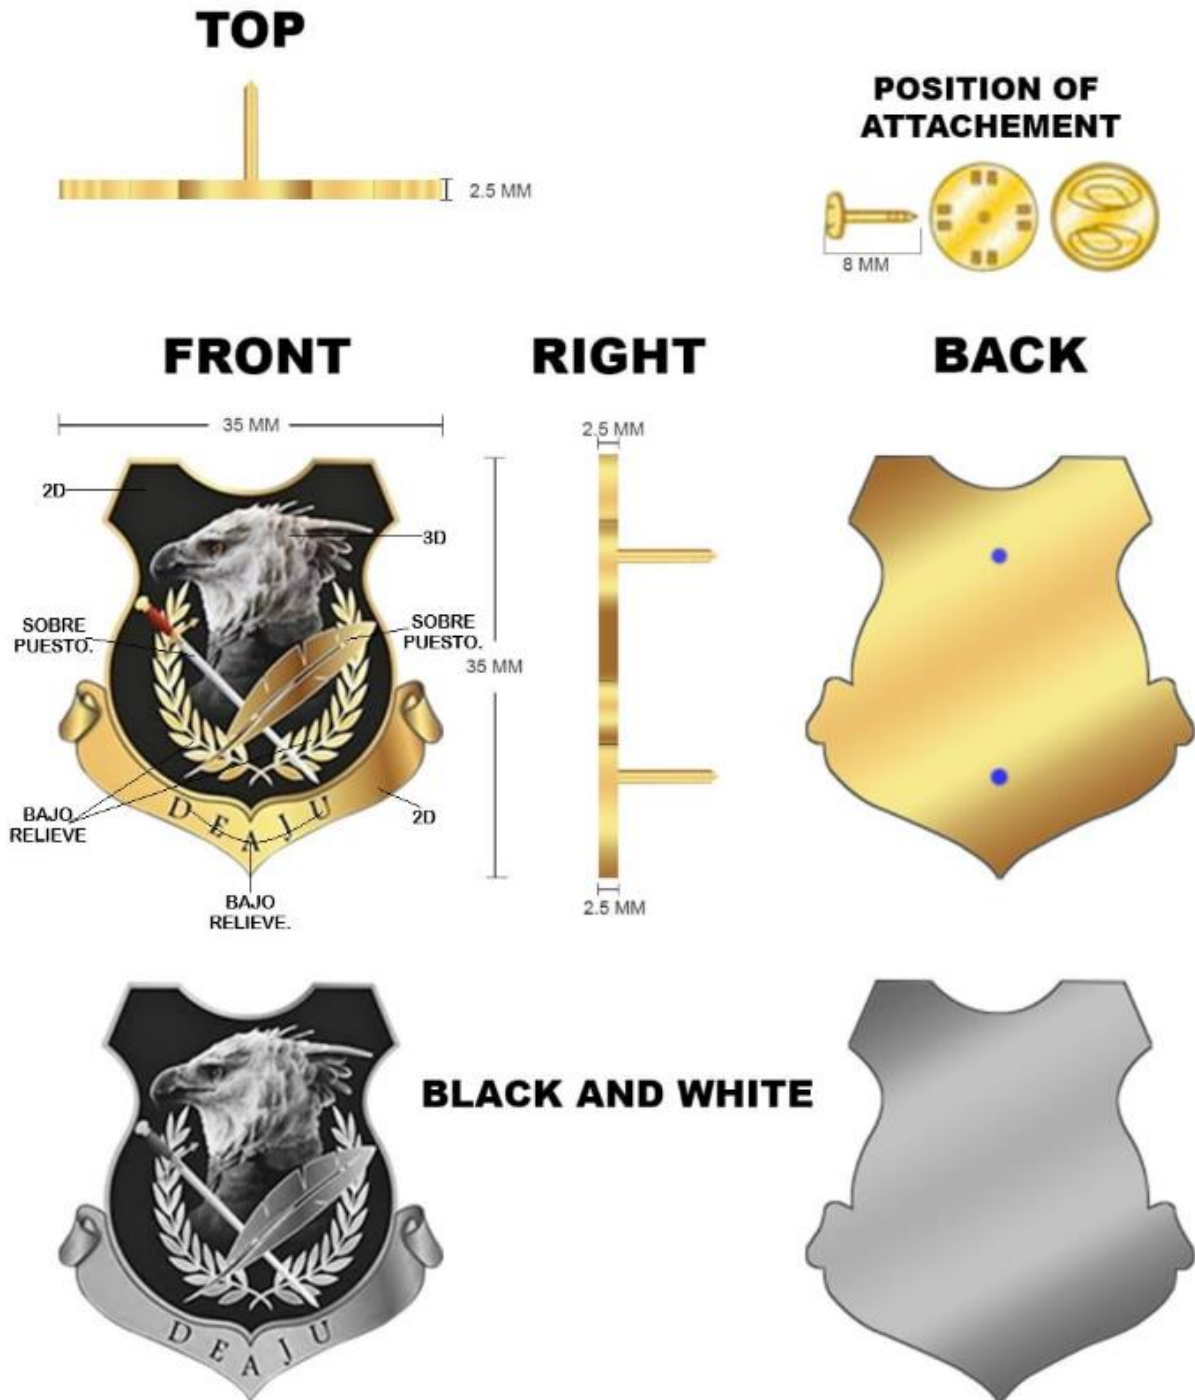 TOP
2.5 MM
POSITION OF
ATTACHEMENT
8 MM
FRONT
RIGHT
BACK
35 MM
2.5 MM
2D
3D
SOBRE
PUESTO.
SOBRE
PUESTO.
35 MM
BAJO
RELIEVE
2D
DEAJU
BAJO
RELIEVE.
2.5 MM
BLACK AND WHITE
DEAJU